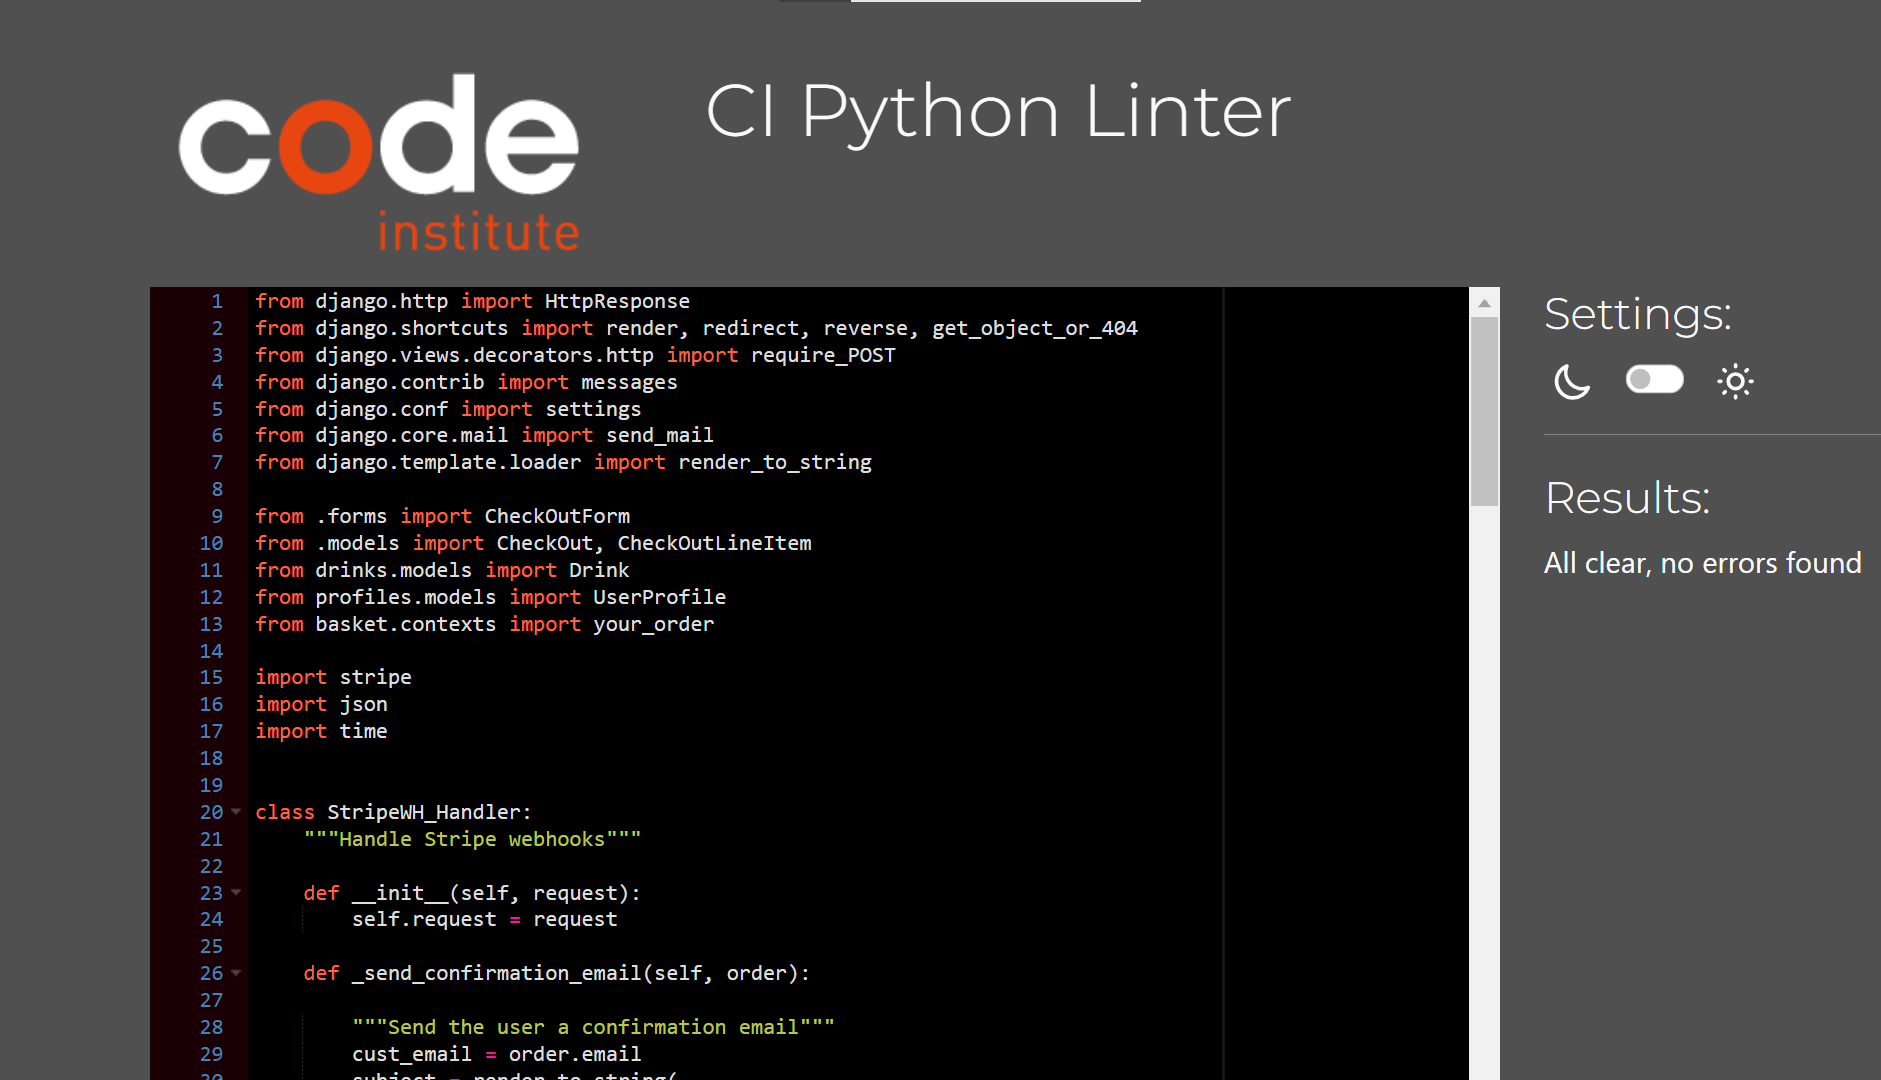 code
institute
CI Python Linter
1 from django.http import HttpResponse
2 from django.shortcuts import render, redirect, reverse, get_object_or_404
3 from django.views.decorators.http import require_POST
4 from django.contrib import messages
5 from django.conf import settings
6 from django.core.mail import send_mail
7 from django.template.loader import render_to_string
8
9 from .forms import CheckOutForm
10 from .models import CheckOut, CheckOutLineItem
11 from drinks.models import Drink
12 from profiles.models import UserProfile
13 from basket.contexts import your_order
14
15 import stripe
16 import json
17 import time
18
19
20 class StripeWH_Handler:
21     """Handle Stripe webhooks"""
22
23     def __init__(self, request):
24         self.request = request
25
26     def _send_confirmation_email(self, order):
27
28         """Send the user a confirmation email"""
29         cust_email = order.email
30         subject = render_to_string(
Settings:
Results:
All clear, no errors found